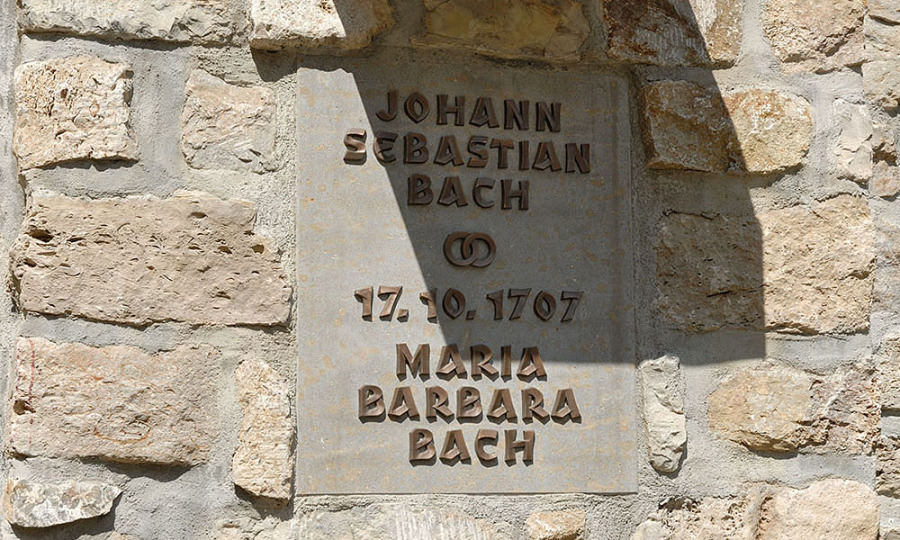 JOHANN
SEBASTIAN
BACH
17. 10. 1707
MARIA
BARBARA
BACH